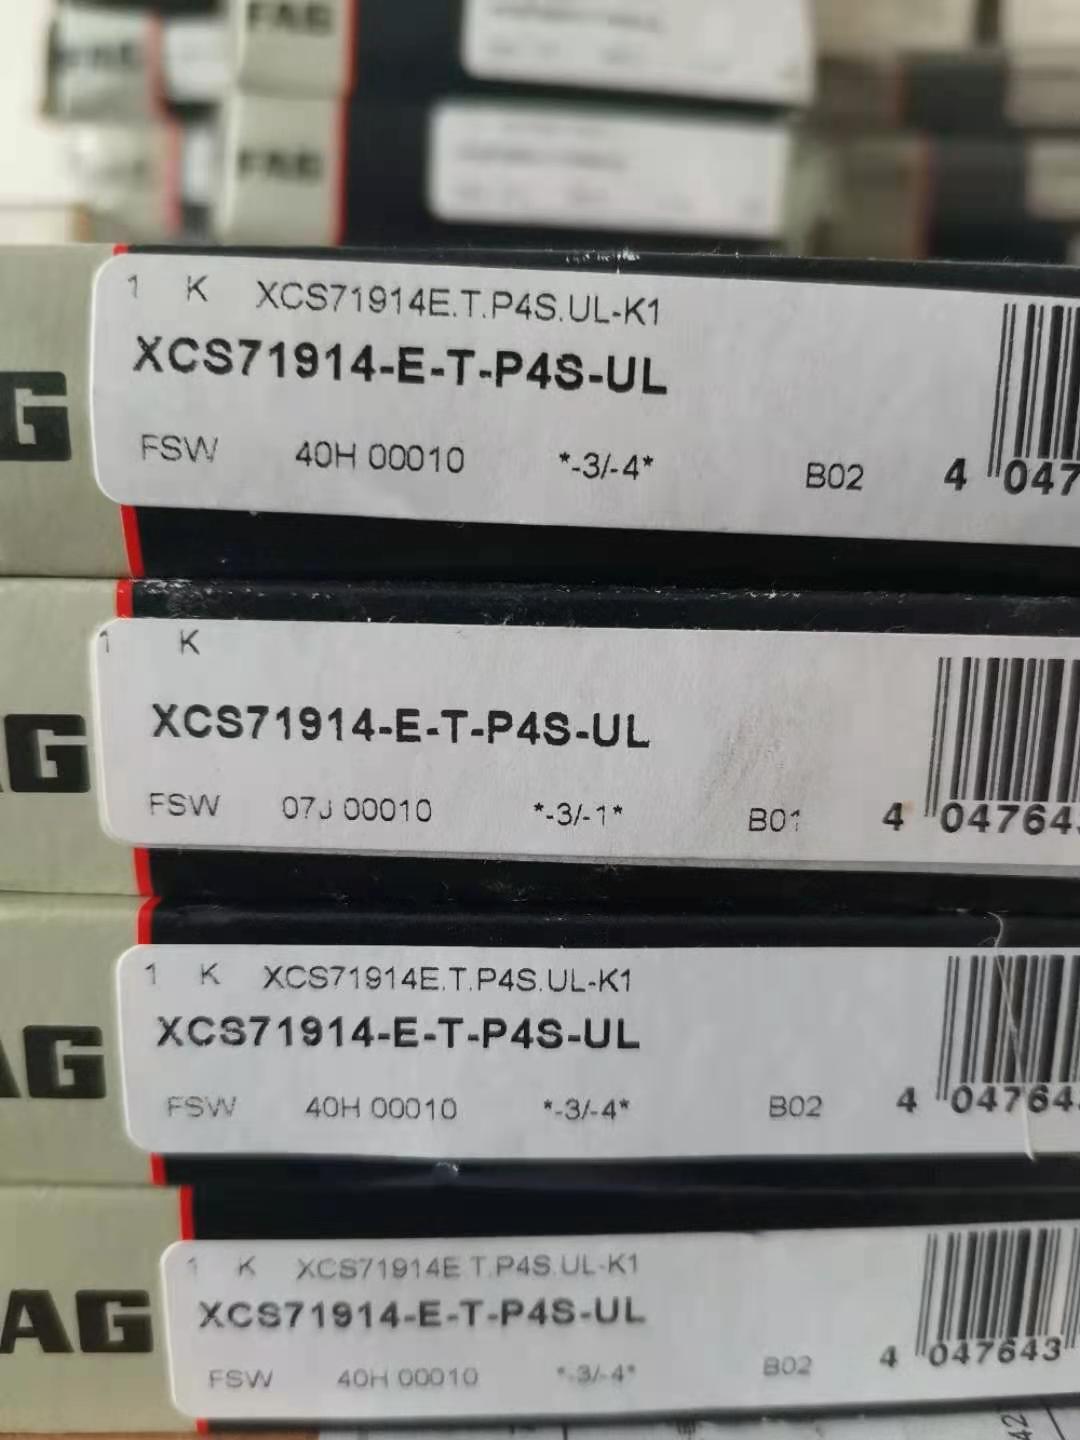 FAG
FAG
1 K XCS71914E.T.P4S.UL-K1
XCS71914-E-T-P4S-UL
G
FSW 40H 00010 *-3/-4* B02 4 047
1 K
XCS71914-E-T-P4S-UL
AG
FSW 07J 00010 *-3/-1* B01 4 047643
1 K XCS71914E.T.P4S.UL-K1
XCS71914-E-T-P4S-UL
AG
FSW 40H 00010 *-3/-4* B02 4 047643
1 K XCS71914E.T.P4S.UL-K1
XCS71914-E-T-P4S-UL
AG
FSW 40H 00010 *-3/-4* B02 4 047643
42